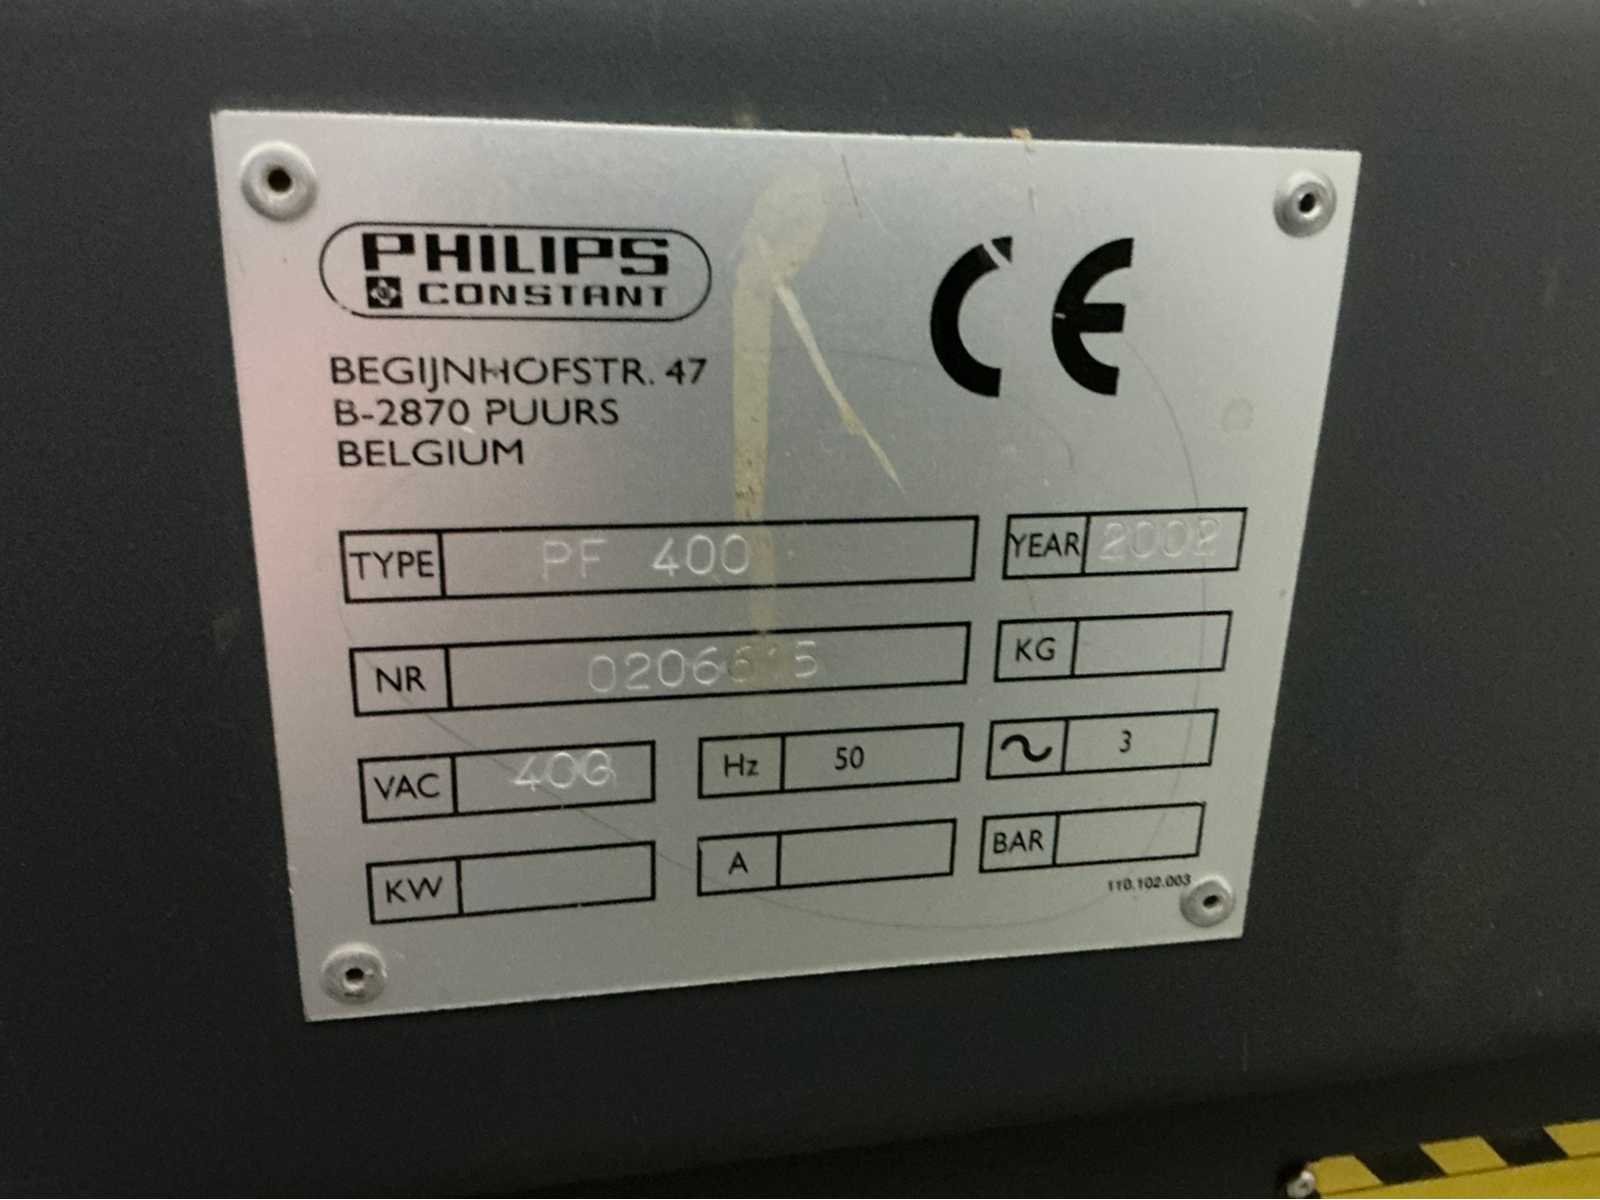 PHILIPS
CONSTANT
CE
BEGIJNHOFSTR. 47
B-2870 PUURS
BELGIUM
TYPE PF 400 YEAR 2002
NR KG
VAC 400 Hz 50 ~ 3
KW A BAR
110.102.003